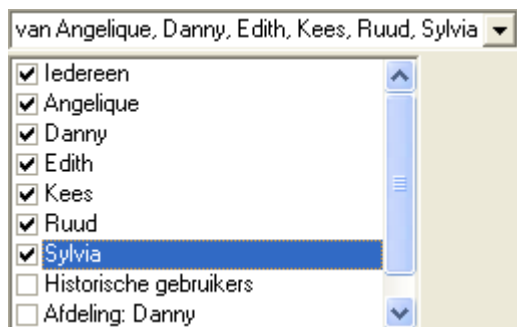 van Angelique, Danny, Edith, Kees, Ruud, Sylvia
Iedereen
Angelique
Danny
Edith
Kees
Ruud
Sylvia
Historische gebruikers
Afdeling: Danny